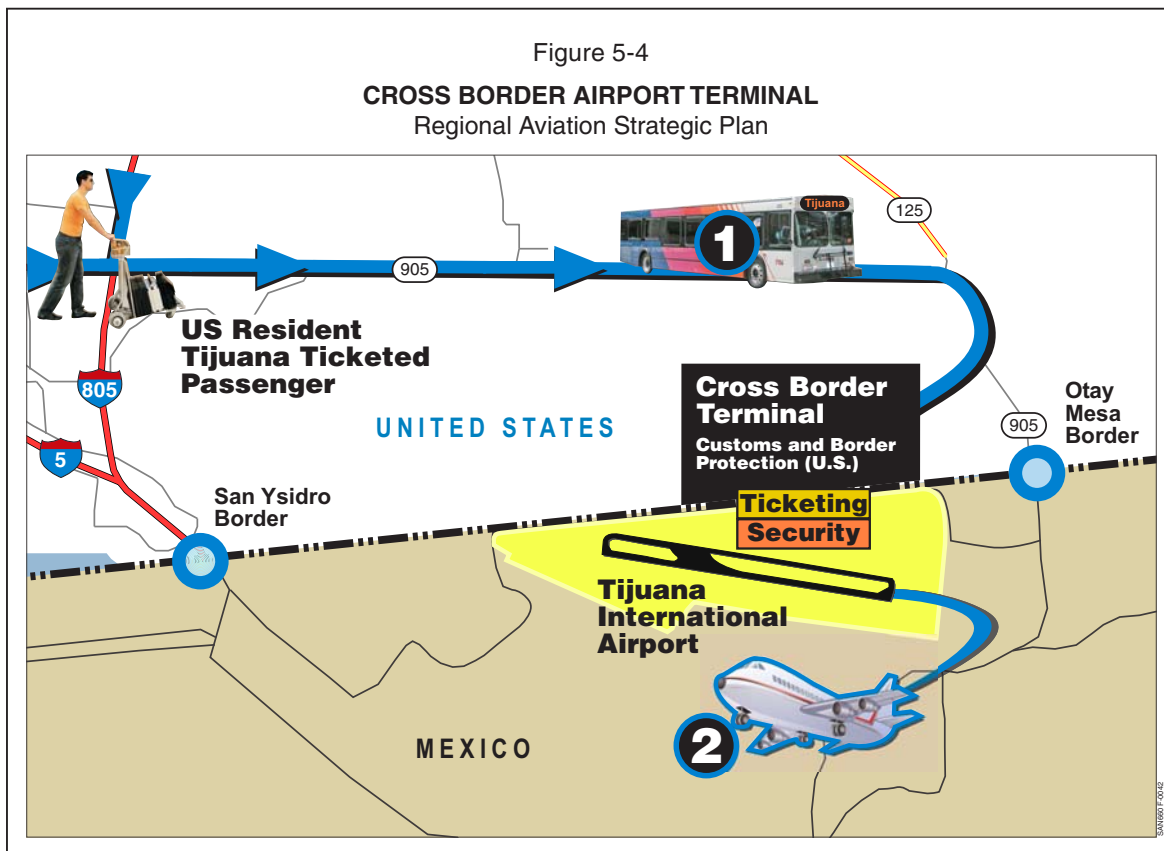 Figure 5-4
CROSS BORDER AIRPORT TERMINAL
Regional Aviation Strategic Plan
Tijuana
1
125
905
US Resident
Tijuana Ticketed
Passenger
805
Cross Border
Terminal
Customs and Border
Protection (U.S.)
Otay
Mesa
Border
905
UNITED STATES
5
San Ysidro
Border
Ticketing
Security
Tijuana
International
Airport
2
MEXICO
SAN660 F-0042